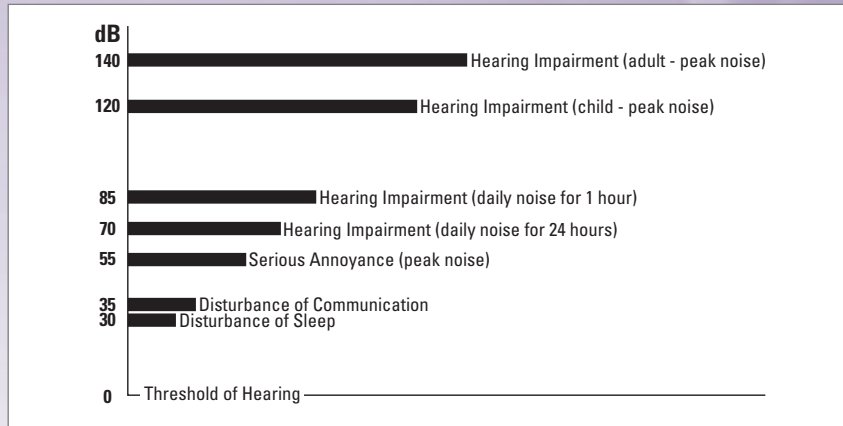 dB
140 Hearing Impairment (adult - peak noise)
120 Hearing Impairment (child - peak noise)
85 Hearing Impairment (daily noise for 1 hour)
70 Hearing Impairment (daily noise for 24 hours)
55 Serious Annoyance (peak noise)
35 Disturbance of Communication
30 Disturbance of Sleep
0 Threshold of Hearing